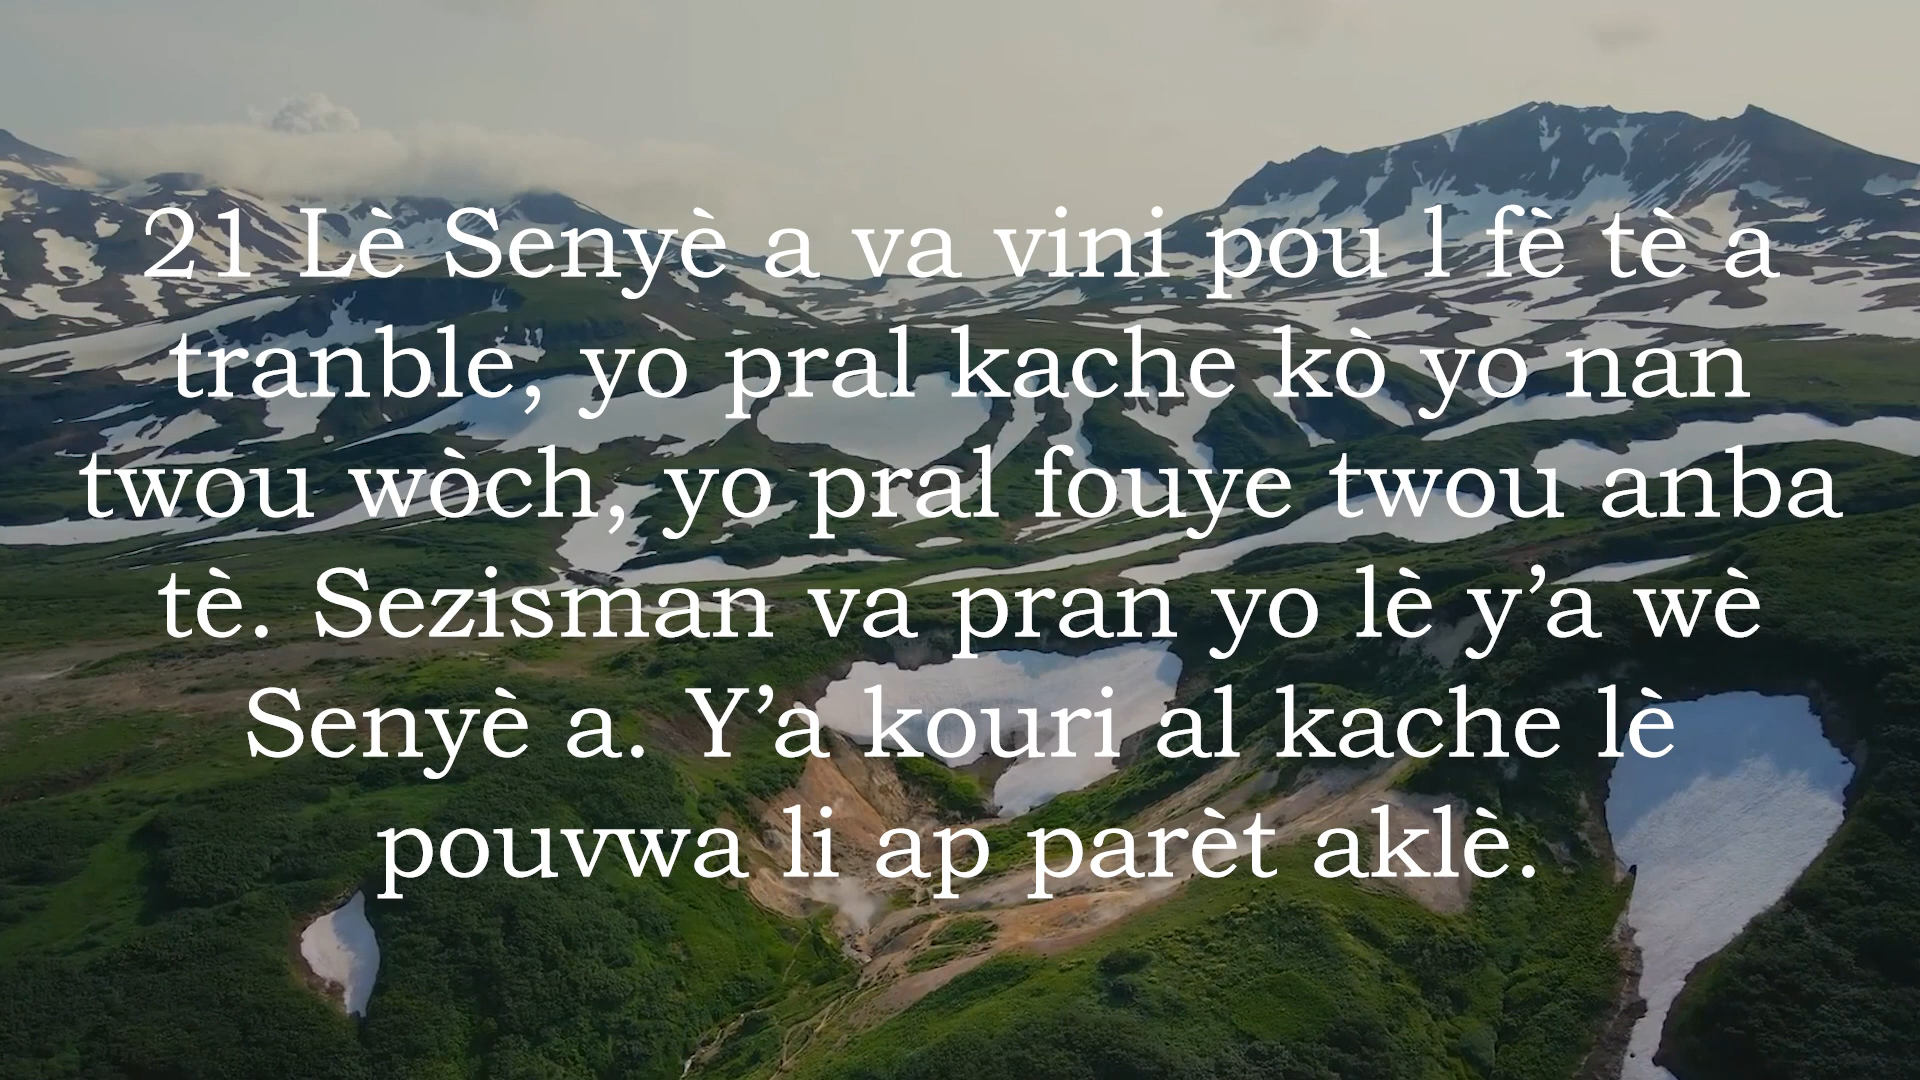 21 Lè Senyè a va vini pou l fè tè a
tranble, yo pral kache kò yo nan
twou wòch, yo pral fouye twou anba
tè. Sezisman va pran yo lè y’a wè
Senyè a. Y’a kouri al kache lè
pouvwa li ap parèt aklè.